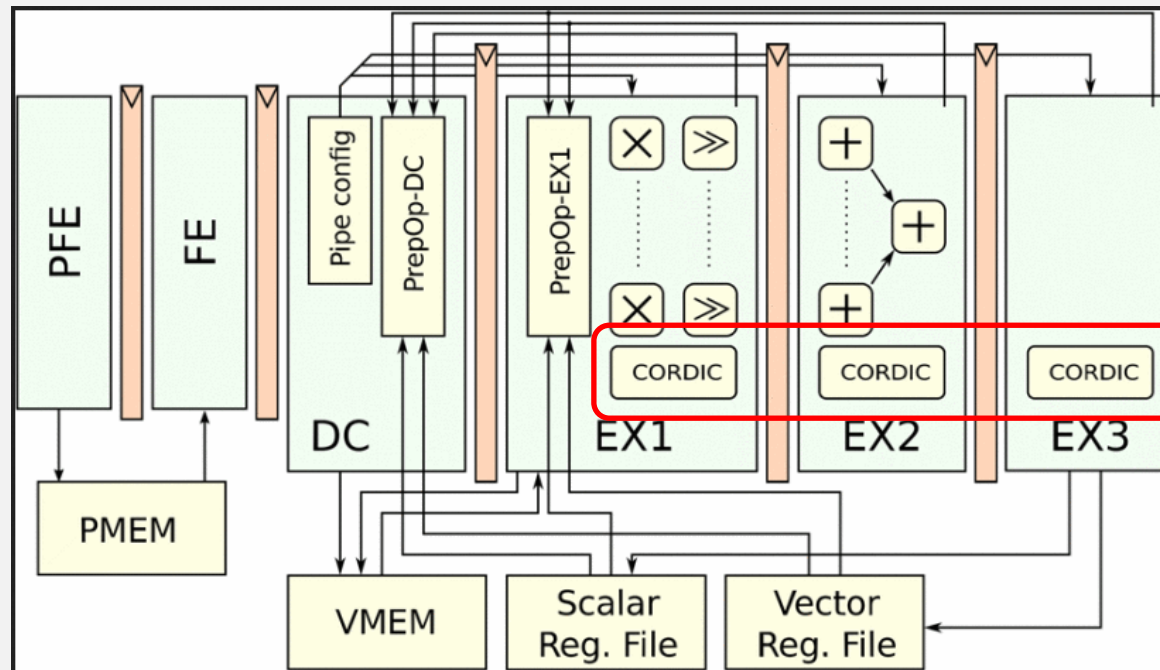 PFE
FE
Pipe config
PrepOp-DC
PrepOp-EX1
× ≫
+
+
× ≫
+
CORDIC
CORDIC
CORDIC
DC
EX1
EX2
EX3
PMEM
VMEM
Scalar
Reg. File
Vector
Reg. File